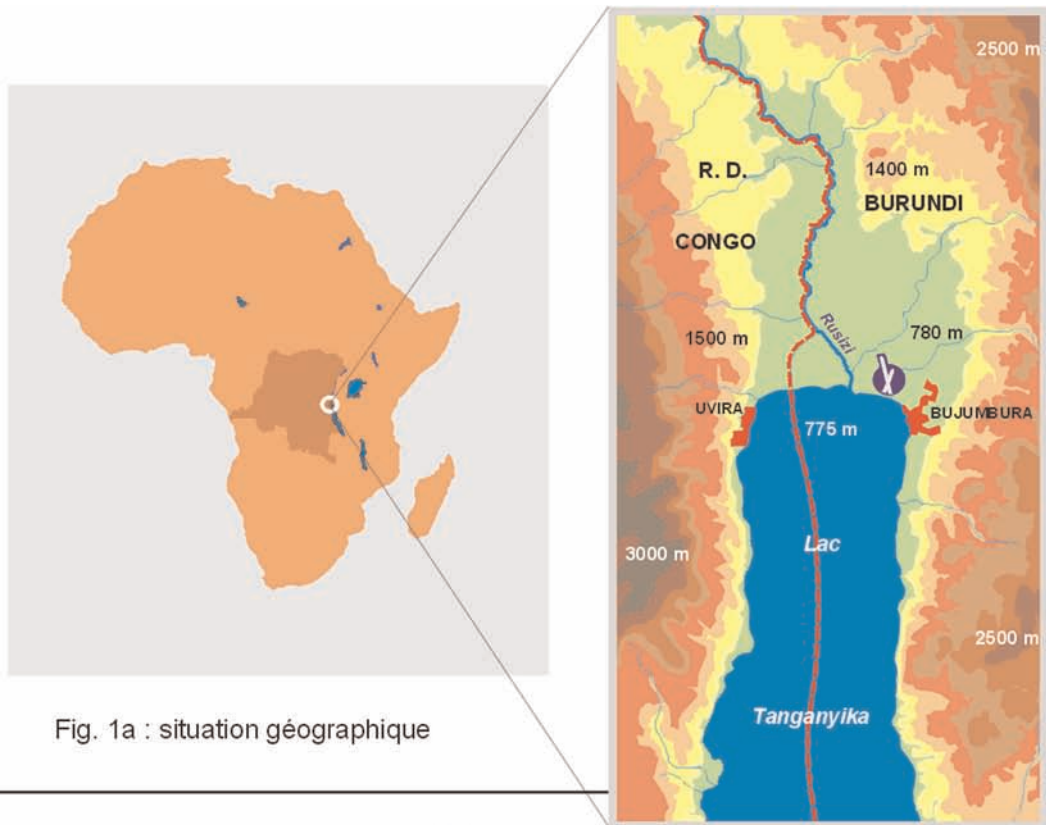 2500 m
R. D.
1400 m
BURUNDI
CONGO
Rusizi
1500 m
780 m
UVIRA
BUJUMBURA
775 m
Lac
3000 m
2500 m
Tanganyika
Fig. 1a : situation géographique